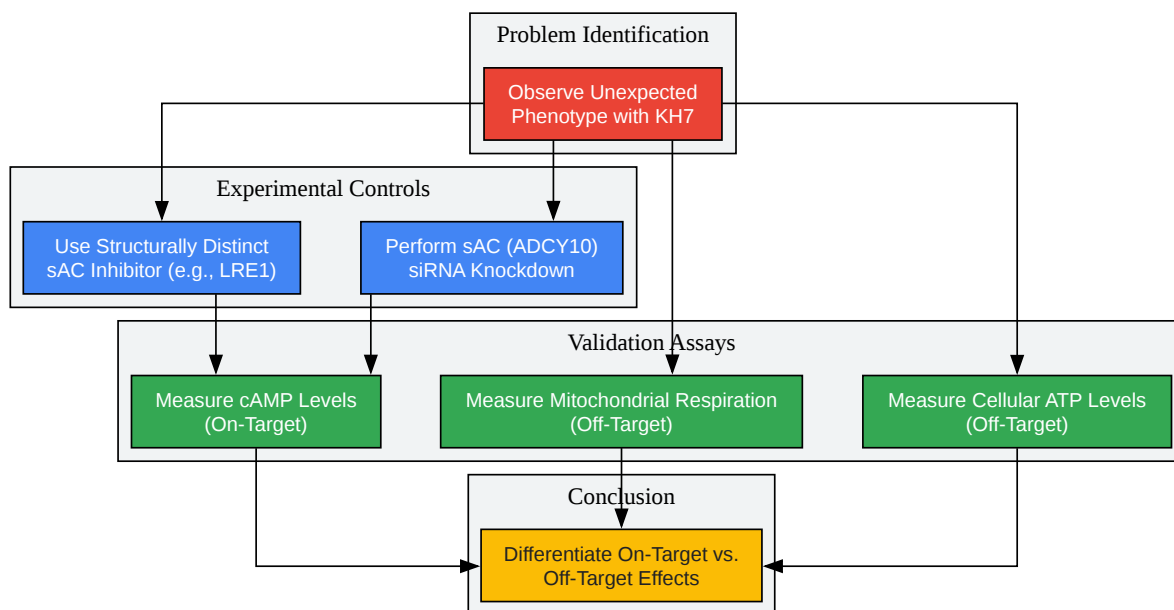 Problem Identification
Observe Unexpected
Phenotype with KH7
Experimental Controls
Use Structurally Distinct
sAC Inhibitor (e.g., LRE1)
Perform sAC (ADCY10)
siRNA Knockdown
Validation Assays
Measure cAMP Levels
(On-Target)
Measure Mitochondrial Respiration
(Off-Target)
Measure Cellular ATP Levels
(Off-Target)
Conclusion
Differentiate On-Target vs.
Off-Target Effects